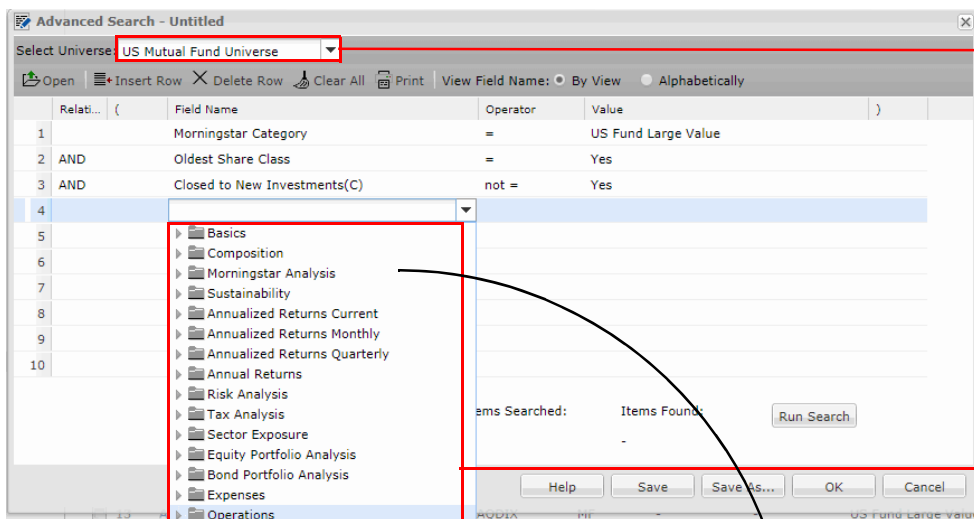 Advanced Search - Untitled
Select Universe: US Mutual Fund Universe
Open Insert Row Delete Row Clear All Print View Field Name: By View Alphabetically
Relati... ( Field Name Operator Value )
1 Morningstar Category = US Fund Large Value
2 AND Oldest Share Class = Yes
3 AND Closed to New Investments(C) not = Yes
4
5 Basics
Composition
6 Morningstar Analysis
7 Sustainability
8 Annualized Returns Current
9 Annualized Returns Monthly
Annualized Returns Quarterly
10 Annual Returns
Risk Analysis
Tax Analysis
ems Searched: Items Found: Run Search
-
Sector Exposure
Equity Portfolio Analysis
Bond Portfolio Analysis
Expenses
Operations
Help Save Save As... OK Cancel
13 AODIX MF - - US Fund Large Value